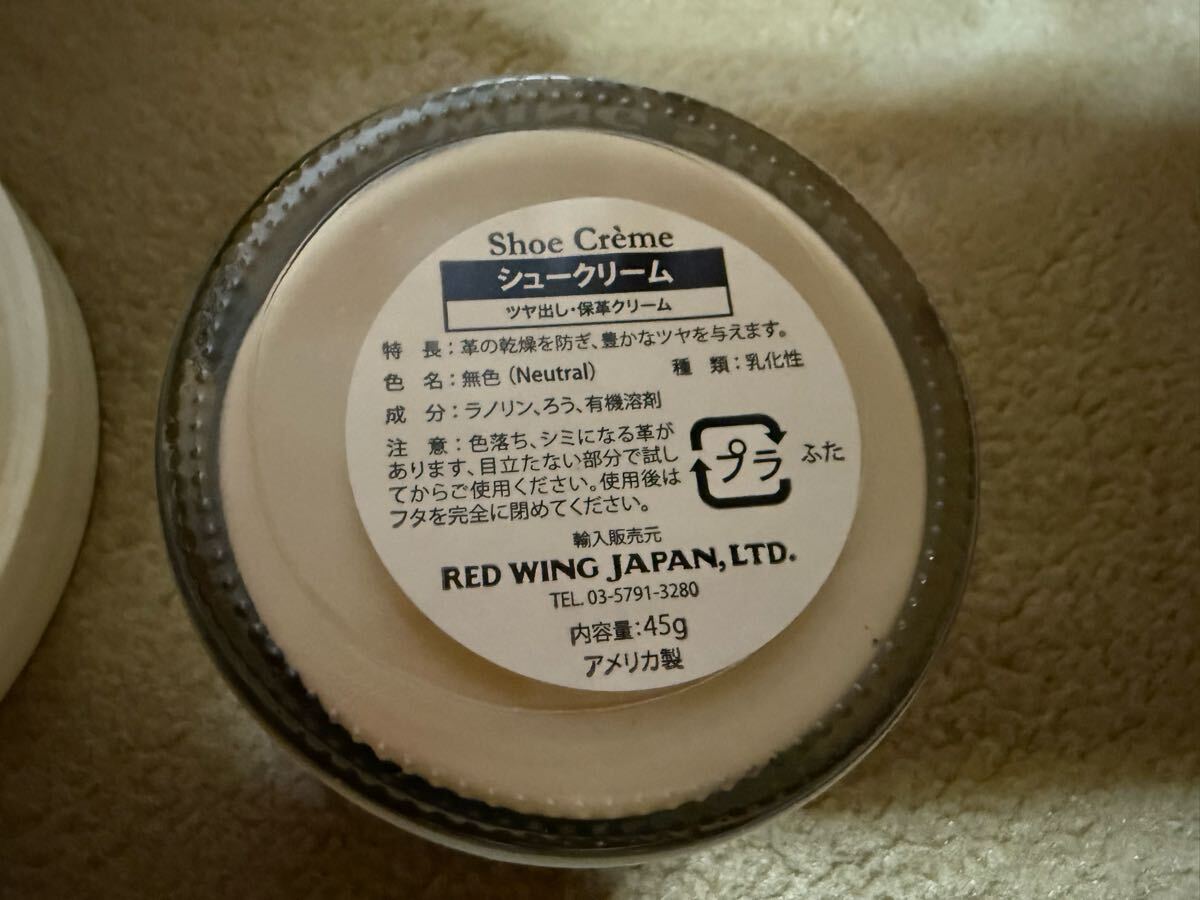 Shoe Crème
シュークリーム
ツヤ出し・保革クリーム
特 長：革の乾燥を防ぎ、豊かなツヤを与えます。
色 名：無色（Neutral） 種 類：乳化性
成 分：ラノリン、ろう、有機溶剤
注 意：色落ち、シミになる革が
あります、目立たない部分で試し
てからご使用ください。使用後は
フタを完全に閉めてください。
プラ ふた
輸入販売元
RED WING JAPAN, LTD.
TEL. 03-5791-3280
内容量：45g
アメリカ製